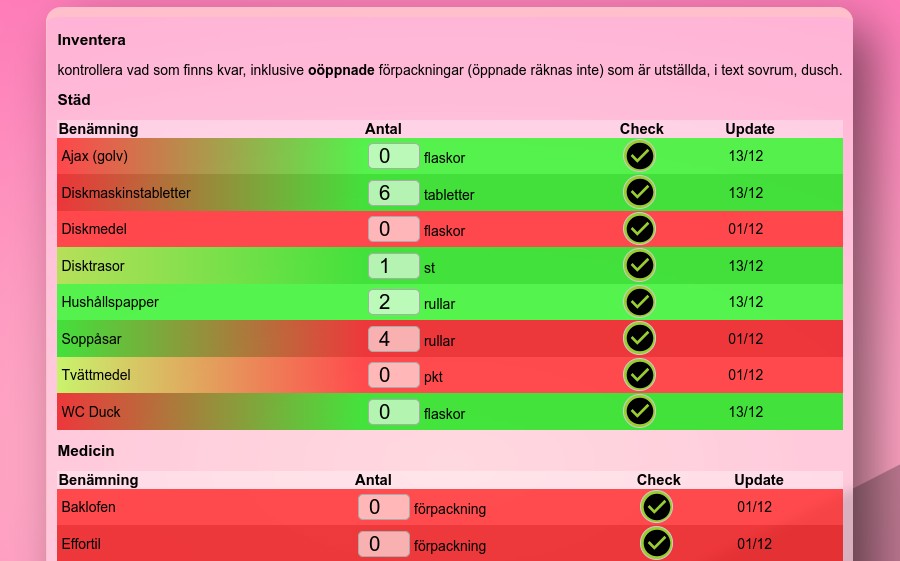 Inventera
kontrollera vad som finns kvar, inklusive oöppnade förpackningar (öppnade räknas inte) som är utställda, i text sovrum, dusch.
Städ
Benämning Antal Check Update
Ajax (golv) 0 flaskor 13/12
Diskmaskinstabletter 6 tabletter 13/12
Diskmedel 0 flaskor 01/12
Disktrasor 1 st 13/12
Hushållspapper 2 rullar 13/12
Soppåsar 4 rullar 01/12
Tvättmedel 0 pkt 01/12
WC Duck 0 flaskor 13/12
Medicin
Benämning Antal Check Update
Baklofen 0 förpackning 01/12
Effortil 0 förpackning 01/12